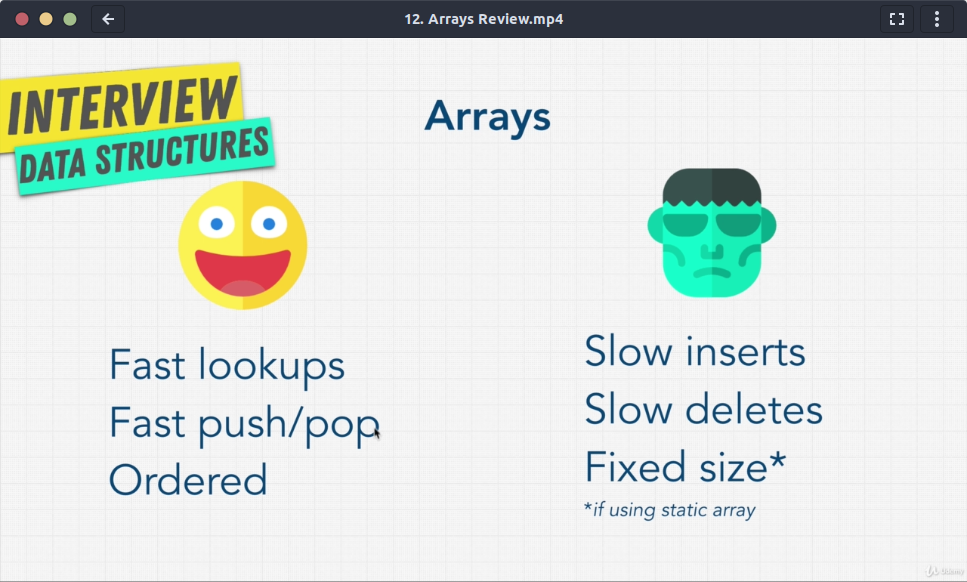 12. Arrays Review.mp4
INTERVIEW
DATA STRUCTURES
Arrays
Fast lookups
Fast push/pop
Ordered
Slow inserts
Slow deletes
Fixed size*
*if using static array
Udemy